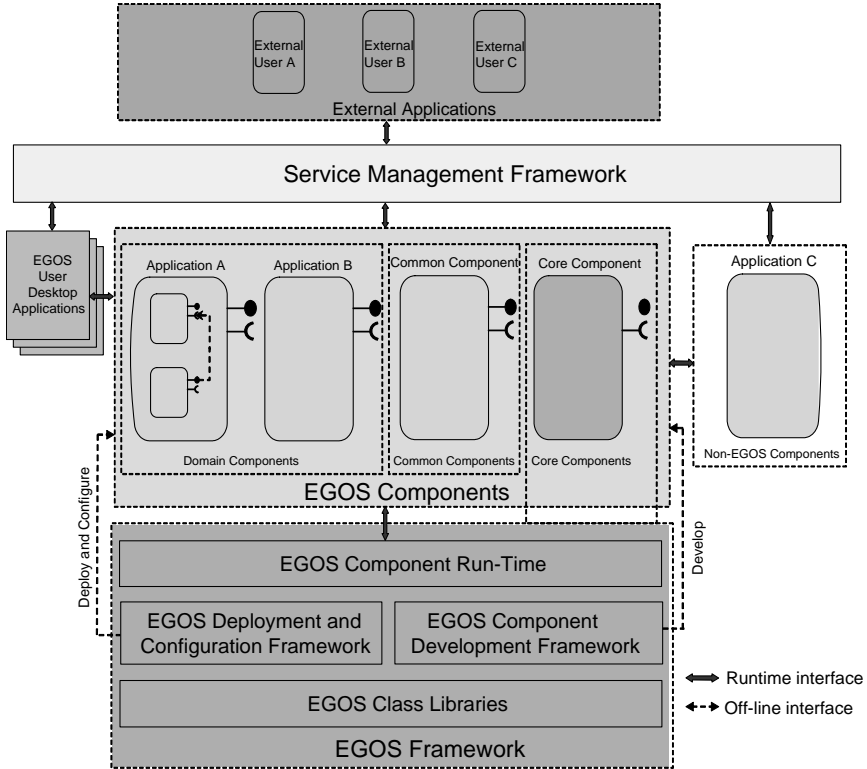 External
User A
External
User B
External
User C
External Applications
Service Management Framework
EGOS
User
Desktop
Applications
Application A
Application B
Common Component
Core Component
Application C
Domain Components
Common Components
Core Components
Non-EGOS Components
EGOS Components
Deploy and Configure
Develop
EGOS Component Run-Time
EGOS Deployment and
Configuration Framework
EGOS Component
Development Framework
EGOS Class Libraries
EGOS Framework
Runtime interface
Off-line interface